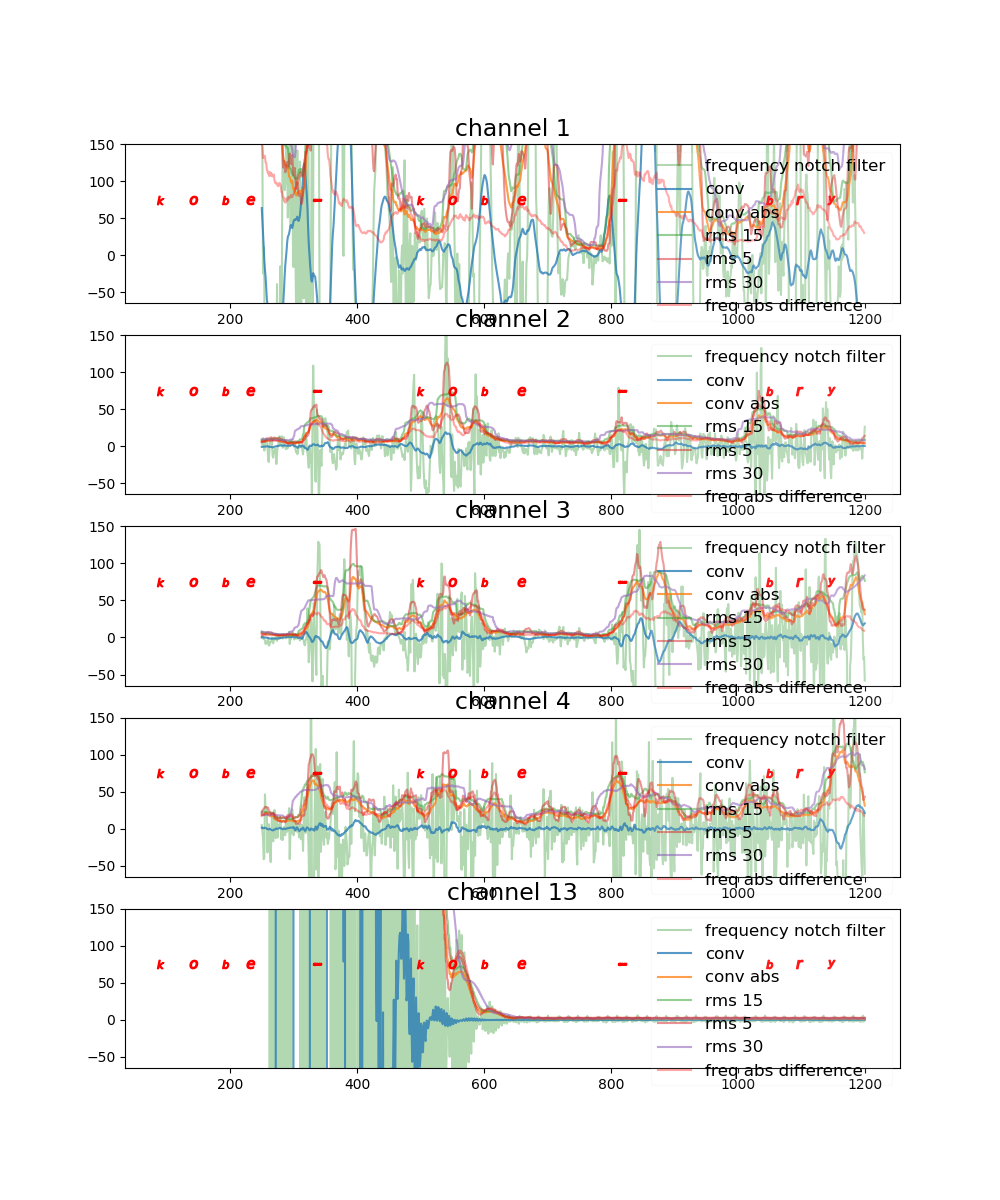 channel 1
150
100
50
0
−50
k o b e − k o b e − b r y
frequency notch filter
conv
conv abs
rms 15
rms 5
rms 30
freq abs difference
200 400 600 800 1000 1200
channel 2
150
100
50
0
−50
k o b e − k o b e − b r y
frequency notch filter
conv
conv abs
rms 15
rms 5
rms 30
freq abs difference
200 400 600 800 1000 1200
channel 3
150
100
50
0
−50
k o b e − k o b e − b r y
frequency notch filter
conv
conv abs
rms 15
rms 5
rms 30
freq abs difference
200 400 600 800 1000 1200
channel 4
150
100
50
0
−50
k o b e − k o b e − b r y
frequency notch filter
conv
conv abs
rms 15
rms 5
rms 30
freq abs difference
200 400 600 800 1000 1200
channel 13
150
100
50
0
−50
k o b e − k o b e − b r y
frequency notch filter
conv
conv abs
rms 15
rms 5
rms 30
freq abs difference
200 400 600 800 1000 1200